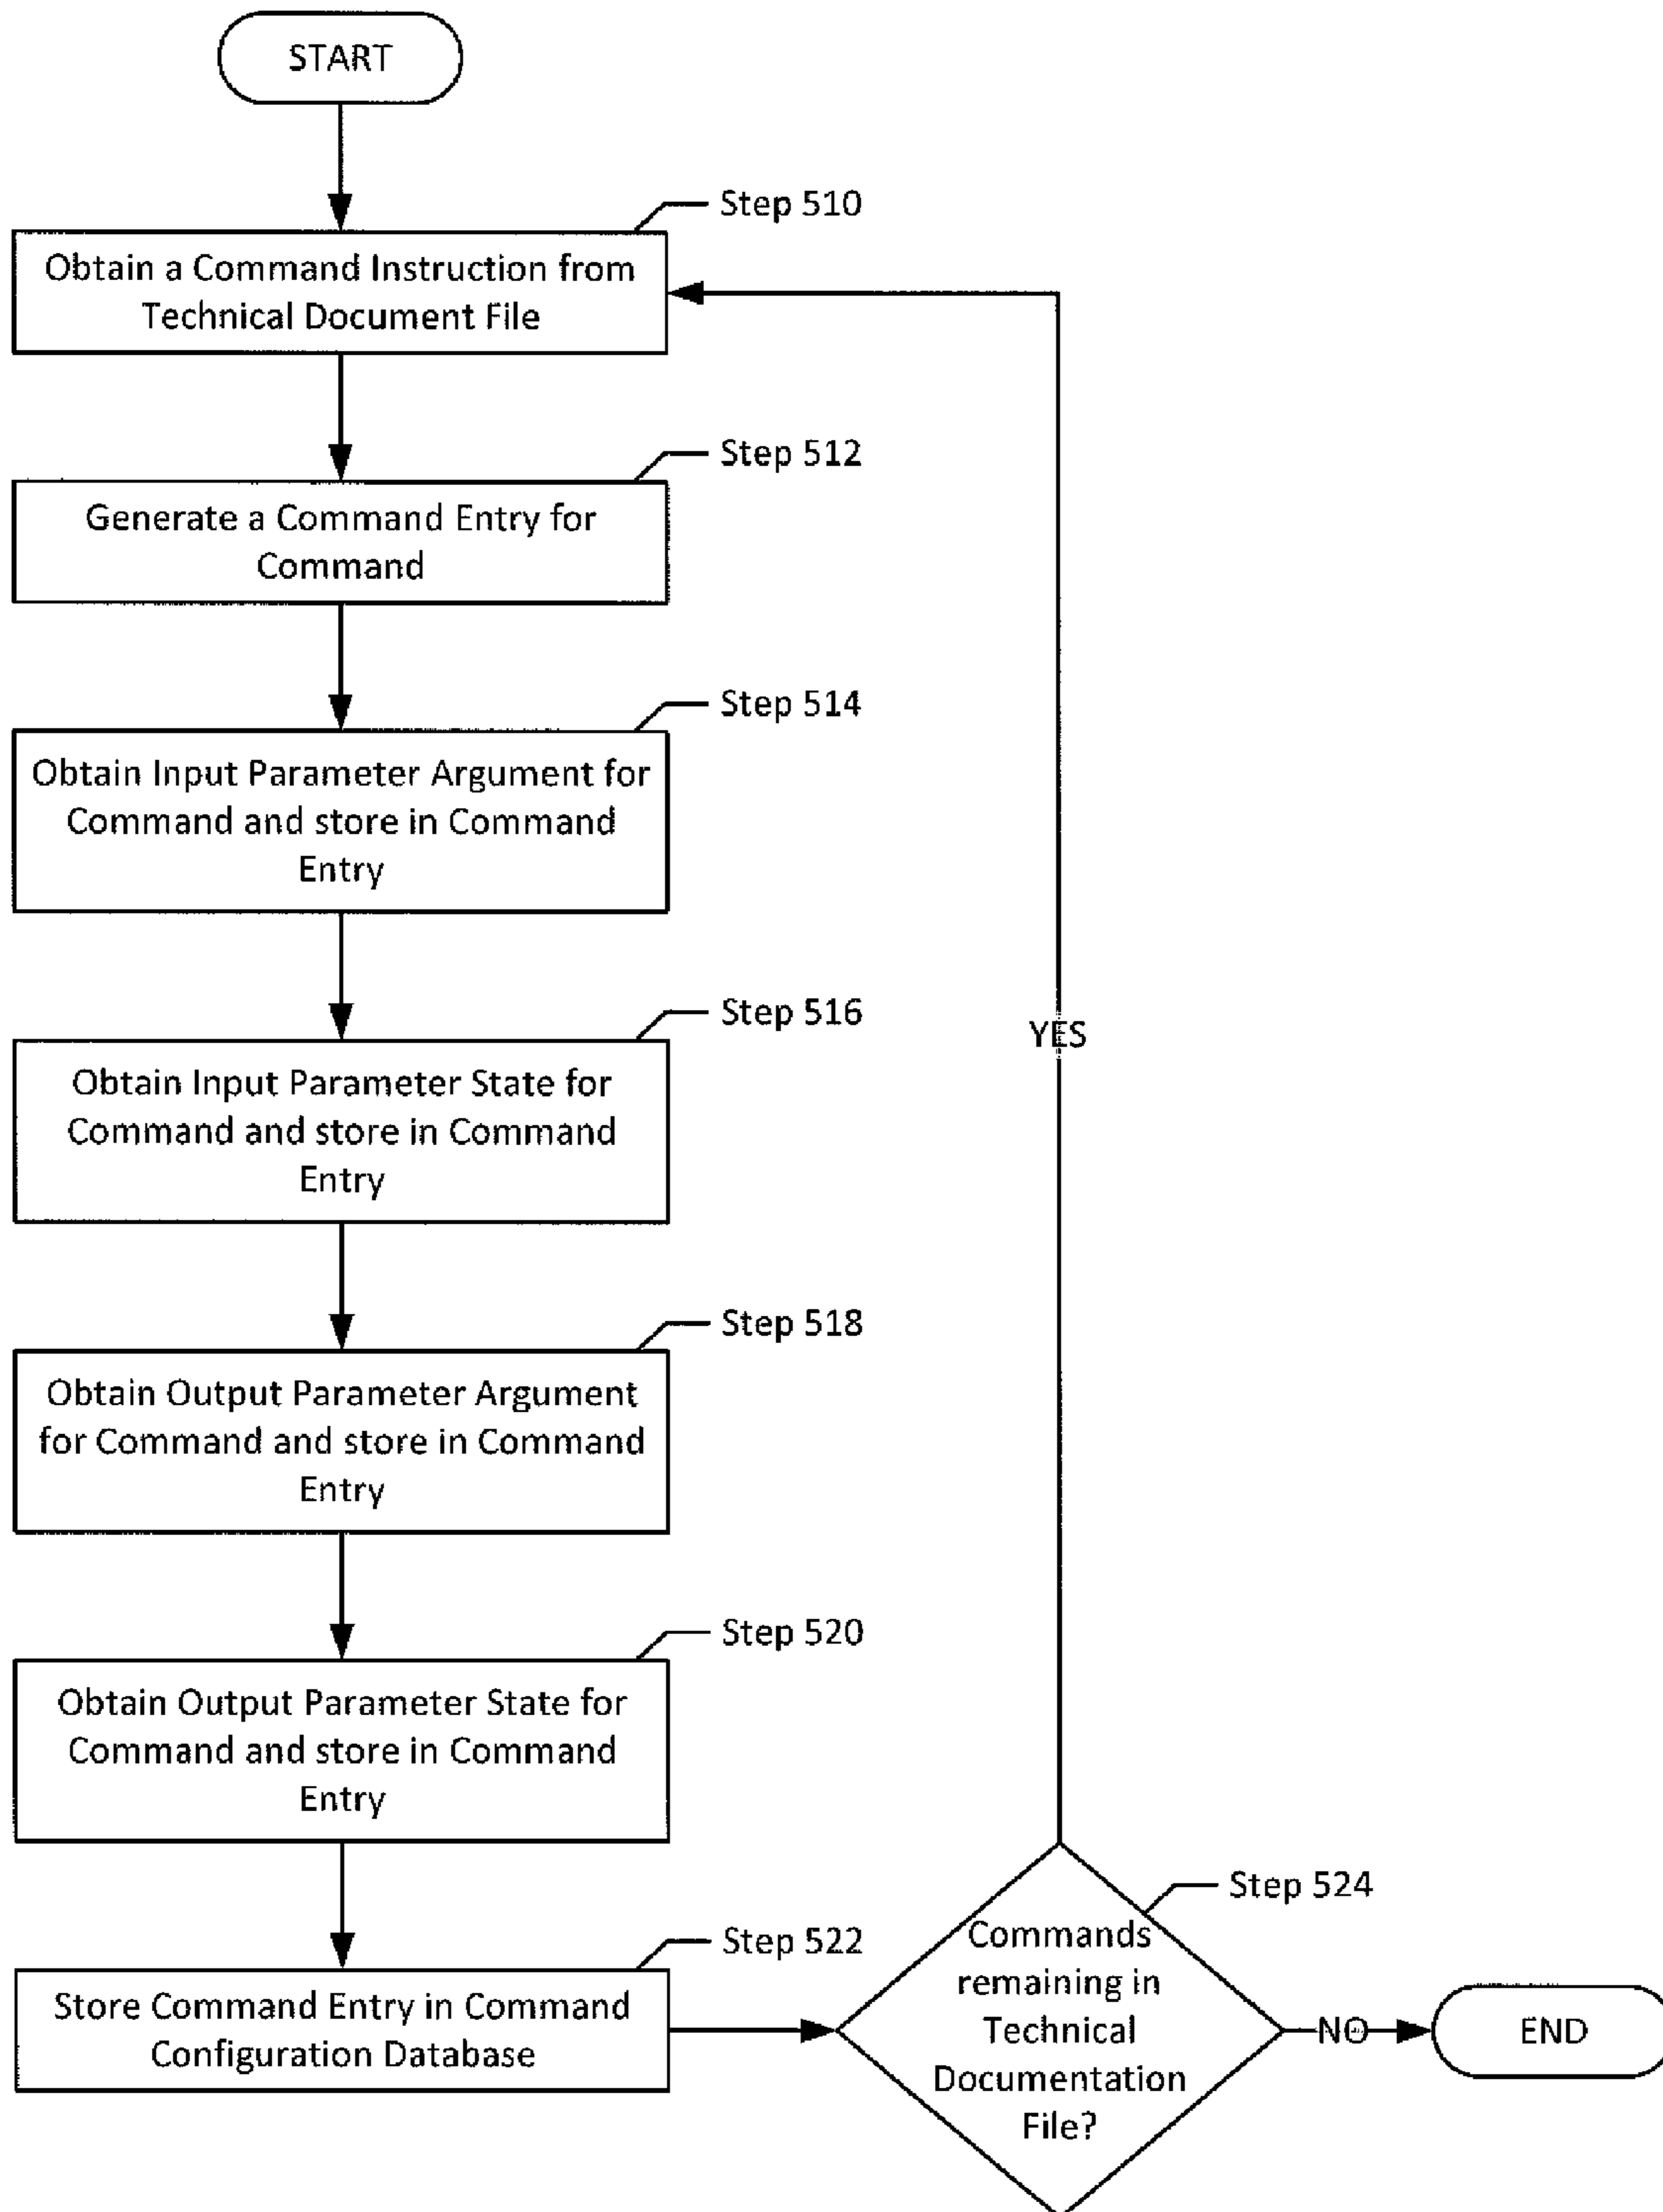 START
Step 510
Obtain a Command Instruction from
Technical Document File
Step 512
Generate a Command Entry for
Command
Step 514
Obtain Input Parameter Argument for
Command and store in Command
Entry
Step 516
Obtain Input Parameter State for
Command and store in Command
Entry
YES
Step 518
Obtain Output Parameter Argument
for Command and store in Command
Entry
Step 520
Obtain Output Parameter State for
Command and store in Command
Entry
Step 522
Store Command Entry in Command
Configuration Database
Step 524
Commands
remaining in
Technical
Documentation
File?
NO
END